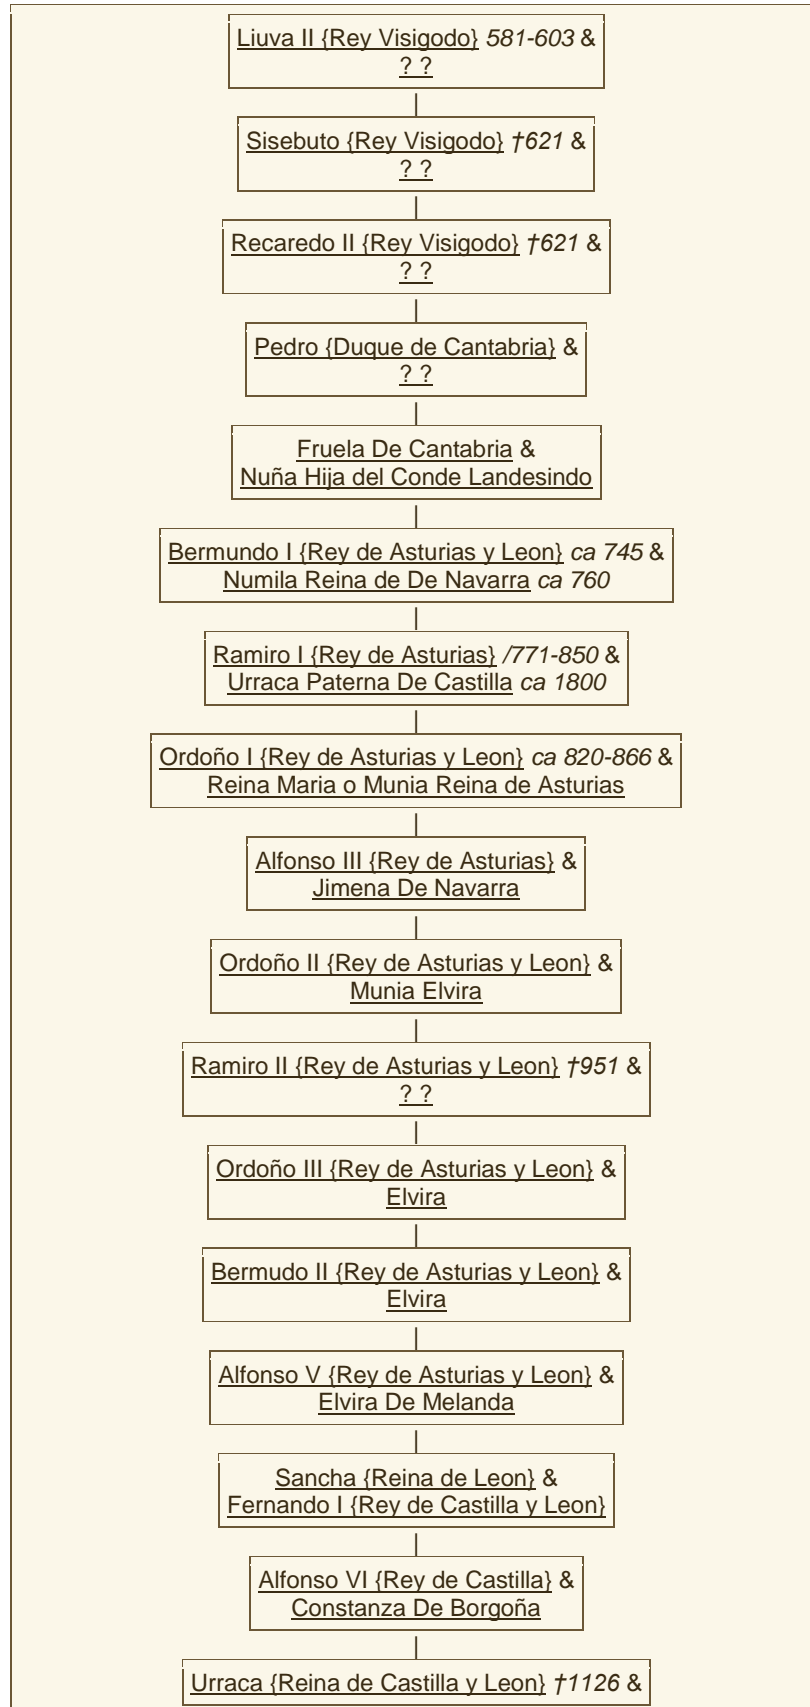 Liuva II {Rey Visigodo} 581-603 &
? ?
Sisebuto {Rey Visigodo} †621 &
? ?
Recaredo II {Rey Visigodo} †621 &
? ?
Pedro {Duque de Cantabria} &
? ?
Fruela De Cantabria &
Nuña Hija del Conde Landesindo
Bermundo I {Rey de Asturias y Leon} ca 745 &
Numila Reina de De Navarra ca 760
Ramiro I {Rey de Asturias} /771-850 &
Urraca Paterna De Castilla ca 1800
Ordoño I {Rey de Asturias y Leon} ca 820-866 &
Reina Maria o Munia Reina de Asturias
Alfonso III {Rey de Asturias} &
Jimena De Navarra
Ordoño II {Rey de Asturias y Leon} &
Munia Elvira
Ramiro II {Rey de Asturias y Leon} †951 &
? ?
Ordoño III {Rey de Asturias y Leon} &
Elvira
Bermudo II {Rey de Asturias y Leon} &
Elvira
Alfonso V {Rey de Asturias y Leon} &
Elvira De Melanda
Sancha {Reina de Leon} &
Fernando I {Rey de Castilla y Leon}
Alfonso VI {Rey de Castilla} &
Constanza De Borgoña
Urraca {Reina de Castilla y Leon} †1126 &